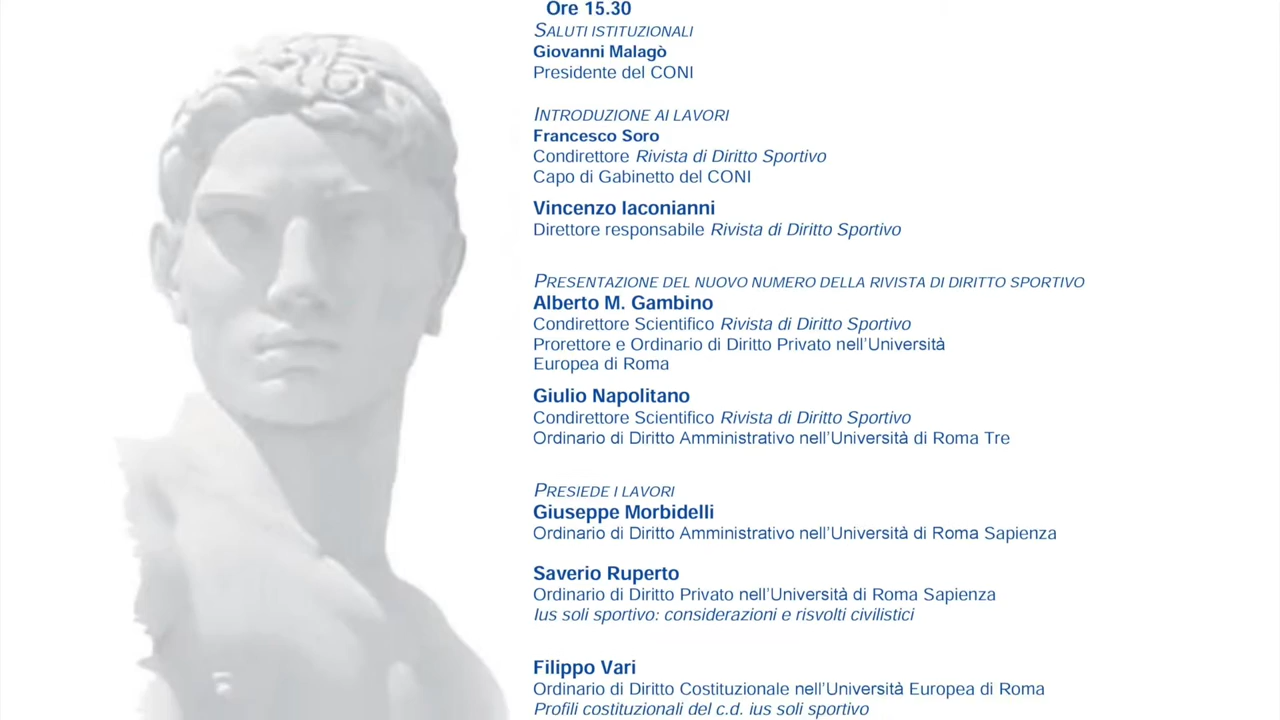 Ore 15.30
SALUTI ISTITUZIONALI
Giovanni Malagò
Presidente del CONI
INTRODUZIONE AI LAVORI
Francesco Soro
Condirettore Rivista di Diritto Sportivo
Capo di Gabinetto del CONI
Vincenzo Iaconianni
Direttore responsabile Rivista di Diritto Sportivo
PRESENTAZIONE DEL NUOVO NUMERO DELLA RIVISTA DI DIRITTO SPORTIVO
Alberto M. Gambino
Condirettore Scientifico Rivista di Diritto Sportivo
Prorettore e Ordinario di Diritto Privato nell'Università
Europea di Roma
Giulio Napolitano
Condirettore Scientifico Rivista di Diritto Sportivo
Ordinario di Diritto Amministrativo nell'Università di Roma Tre
PRESIEDE I LAVORI
Giuseppe Morbidelli
Ordinario di Diritto Amministrativo nell'Università di Roma Sapienza
Saverio Ruperto
Ordinario di Diritto Privato nell'Università di Roma Sapienza
Ius soli sportivo: considerazioni e risvolti civilistici
Filippo Vari
Ordinario di Diritto Costituzionale nell'Università Europea di Roma
Profili costituzionali del c.d. ius soli sportivo